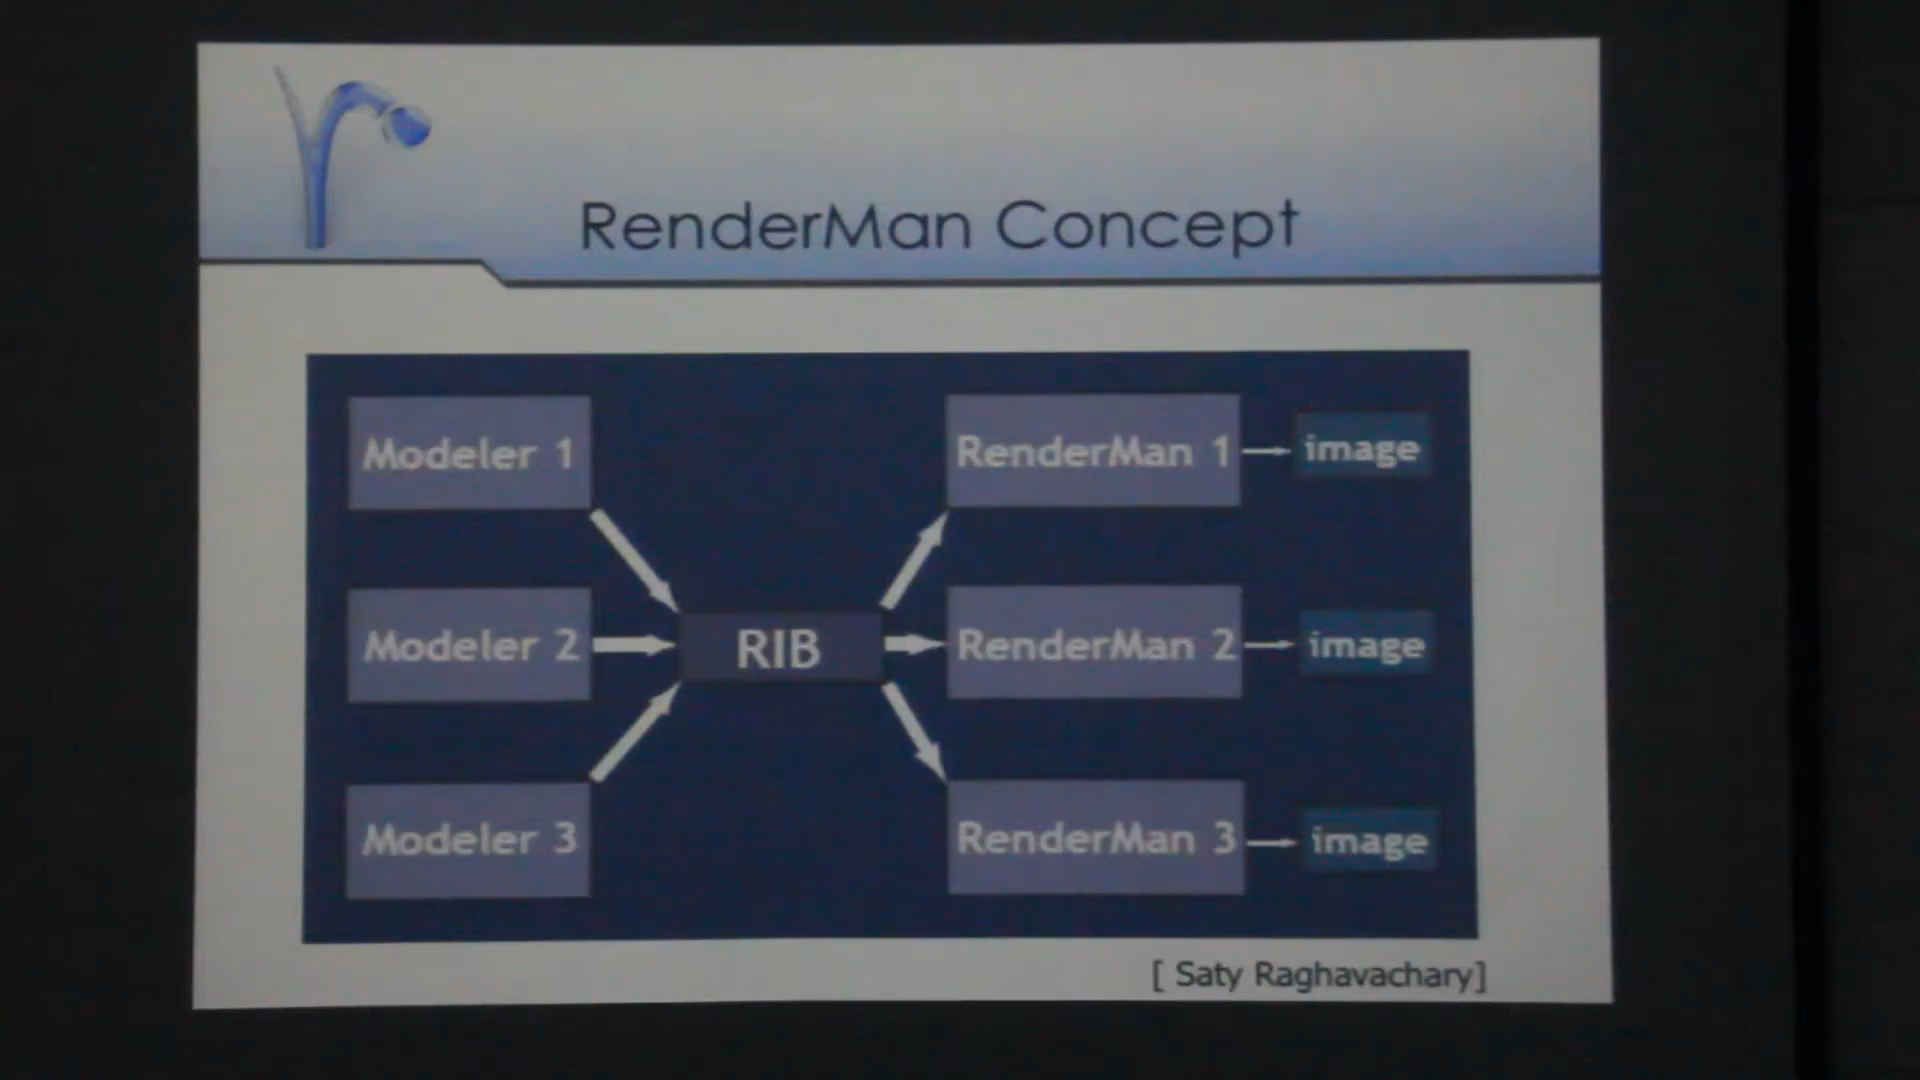 RenderMan Concept
Modeler 1
RenderMan 1
image
Modeler 2
RIB
RenderMan 2
image
Modeler 3
RenderMan 3
image
[ Saty Raghavachary]